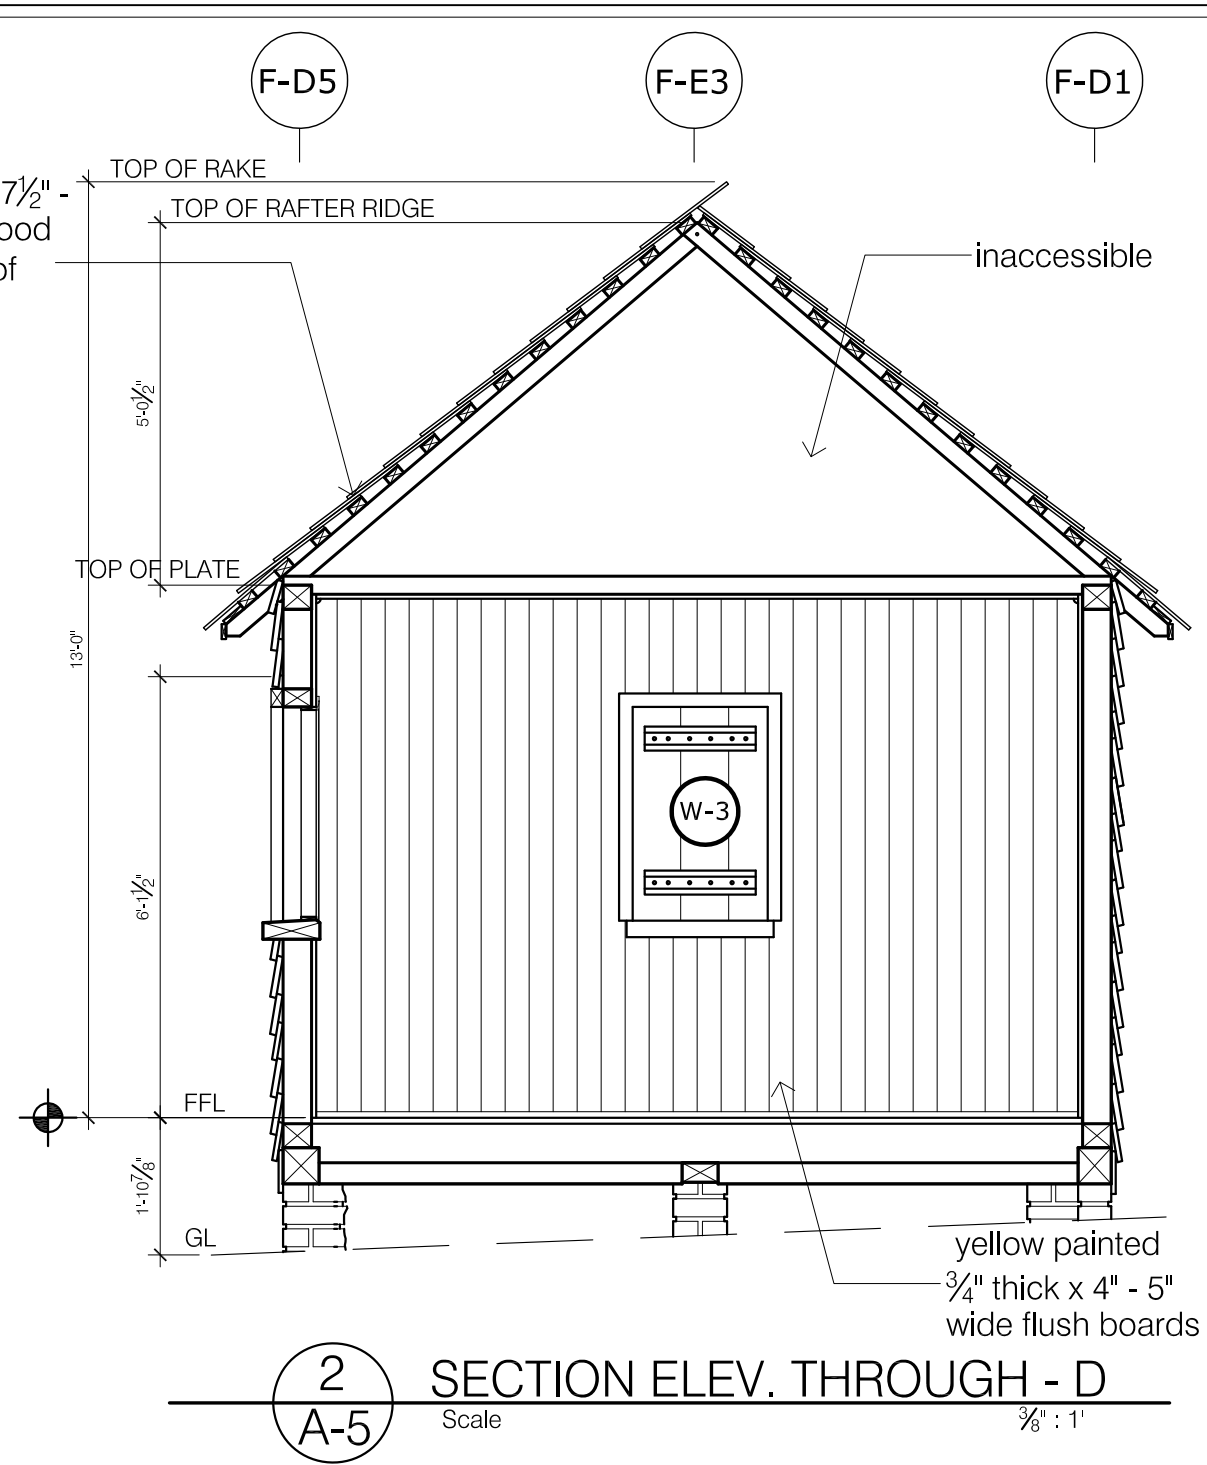 F-D5
F-E3
F-D1
TOP OF RAKE
7½" -
TOP OF RAFTER RIDGE
inaccessible
5'-0½"
TOP OF PLATE
13'-0"
W-3
6'-1½"
FFL
1'-10⅞"
GL
yellow painted
¾" thick x 4" - 5"
wide flush boards
2
SECTION ELEV. THROUGH - D
A-5
Scale
⅜" : 1'